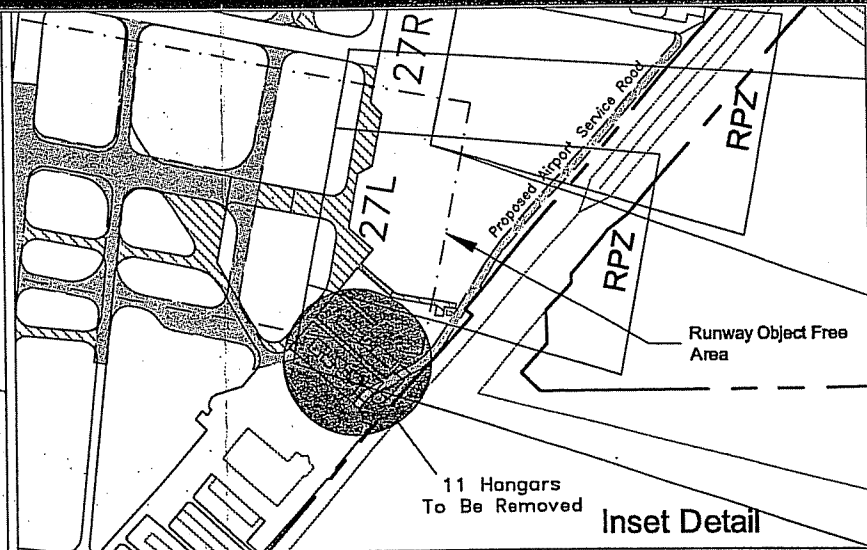 27R
27L
Proposed Airport Service Road
RPZ
RPZ
Runway Object Free
Area
11 Hangars
To Be Removed
Inset Detail